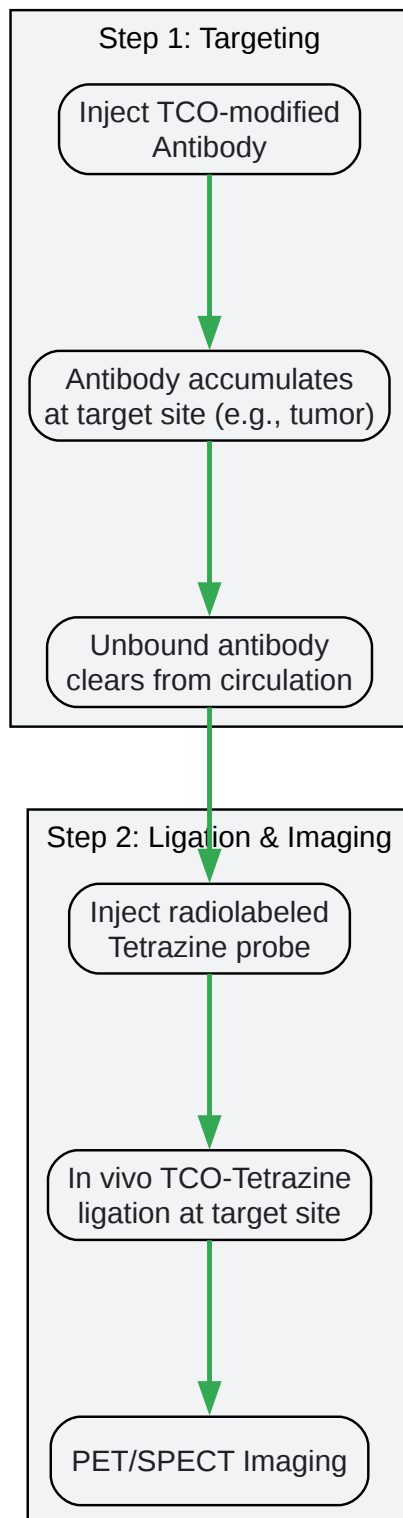 Step 1: Targeting
Inject TCO-modified
Antibody
Antibody accumulates
at target site (e.g., tumor)
Unbound antibody
clears from circulation
Step 2: Ligation & Imaging
Inject radiolabeled
Tetrazine probe
In vivo TCO-Tetrazine
ligation at target site
PET/SPECT Imaging